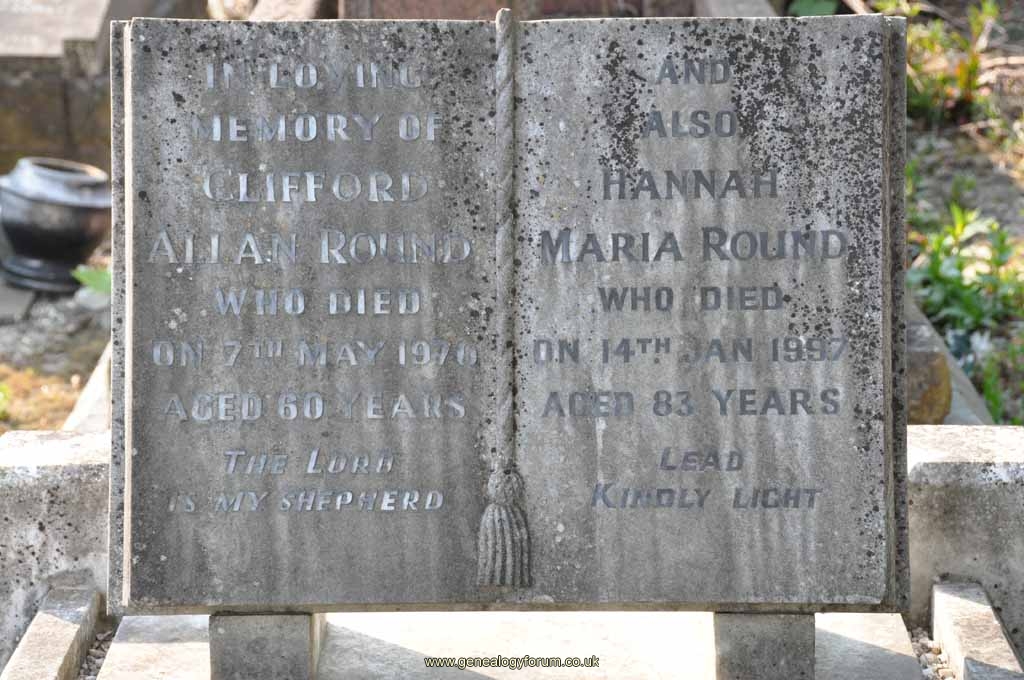 IN LOVING
MEMORY OF
CLIFFORD
ALLAN ROUND
WHO DIED
ON 7TH MAY 1970
AGED 60 YEARS
THE LORD
IS MY SHEPHERD
AND
ALSO
HANNAH
MARIA ROUND
WHO DIED
ON 14TH JAN 1997
AGED 83 YEARS
LEAD
KINDLY LIGHT
www.genealogyforum.co.uk